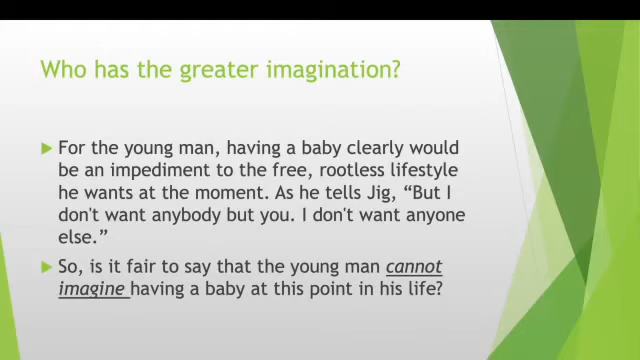 Who has the greater imagination?
For the young man, having a baby clearly would
be an impediment to the free, rootless lifestyle
he wants at the moment. As he tells Jig, “But I
don't want anybody but you. I don't want anyone
else.”
So, is it fair to say that the young man cannot
imagine having a baby at this point in his life?